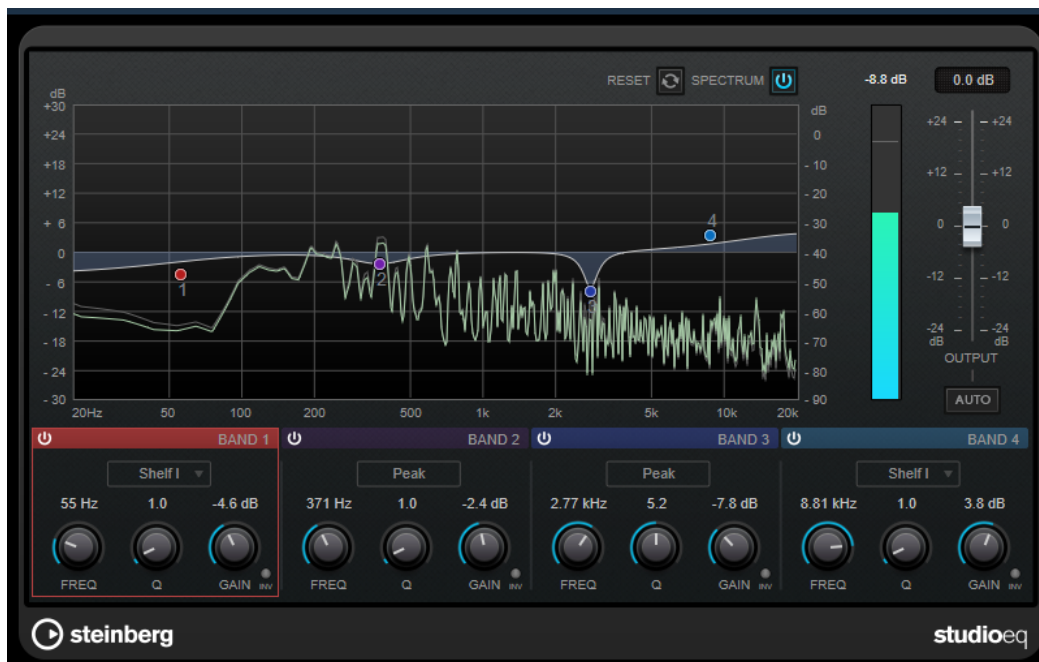 RESET SPECTRUM -8.8 dB 0.0 dB
dB
+30
+24
+18
+12
+ 6
0
- 6
- 12
- 18
- 24
- 30
20Hz 50 100 200 500 1k 2k 5k 10k 20k
1
2
3
4
dB
0
- 10
- 20
- 30
- 40
- 50
- 60
- 70
- 80
- 90
+24 +24
+12 +12
0 0
-12 -12
-24 -24
dB dB
OUTPUT
AUTO
BAND 1 BAND 2 BAND 3 BAND 4
Shelf I Peak Peak Shelf I
55 Hz 1.0 -4.6 dB 371 Hz 1.0 -2.4 dB 2.77 kHz 5.2 -7.8 dB 8.81 kHz 1.0 3.8 dB
FREQ Q GAIN INV FREQ Q GAIN INV FREQ Q GAIN INV FREQ Q GAIN INV
steinberg studioeq